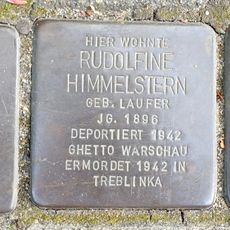 HIER WOHNTE
RUDOLFINE
HIMMELSTERN
GEB. LAUFER
JG. 1896
DEPORTIERT 1942
GHETTO WARSCHAU
ERMORDET 1942 IN
TREBLINKA